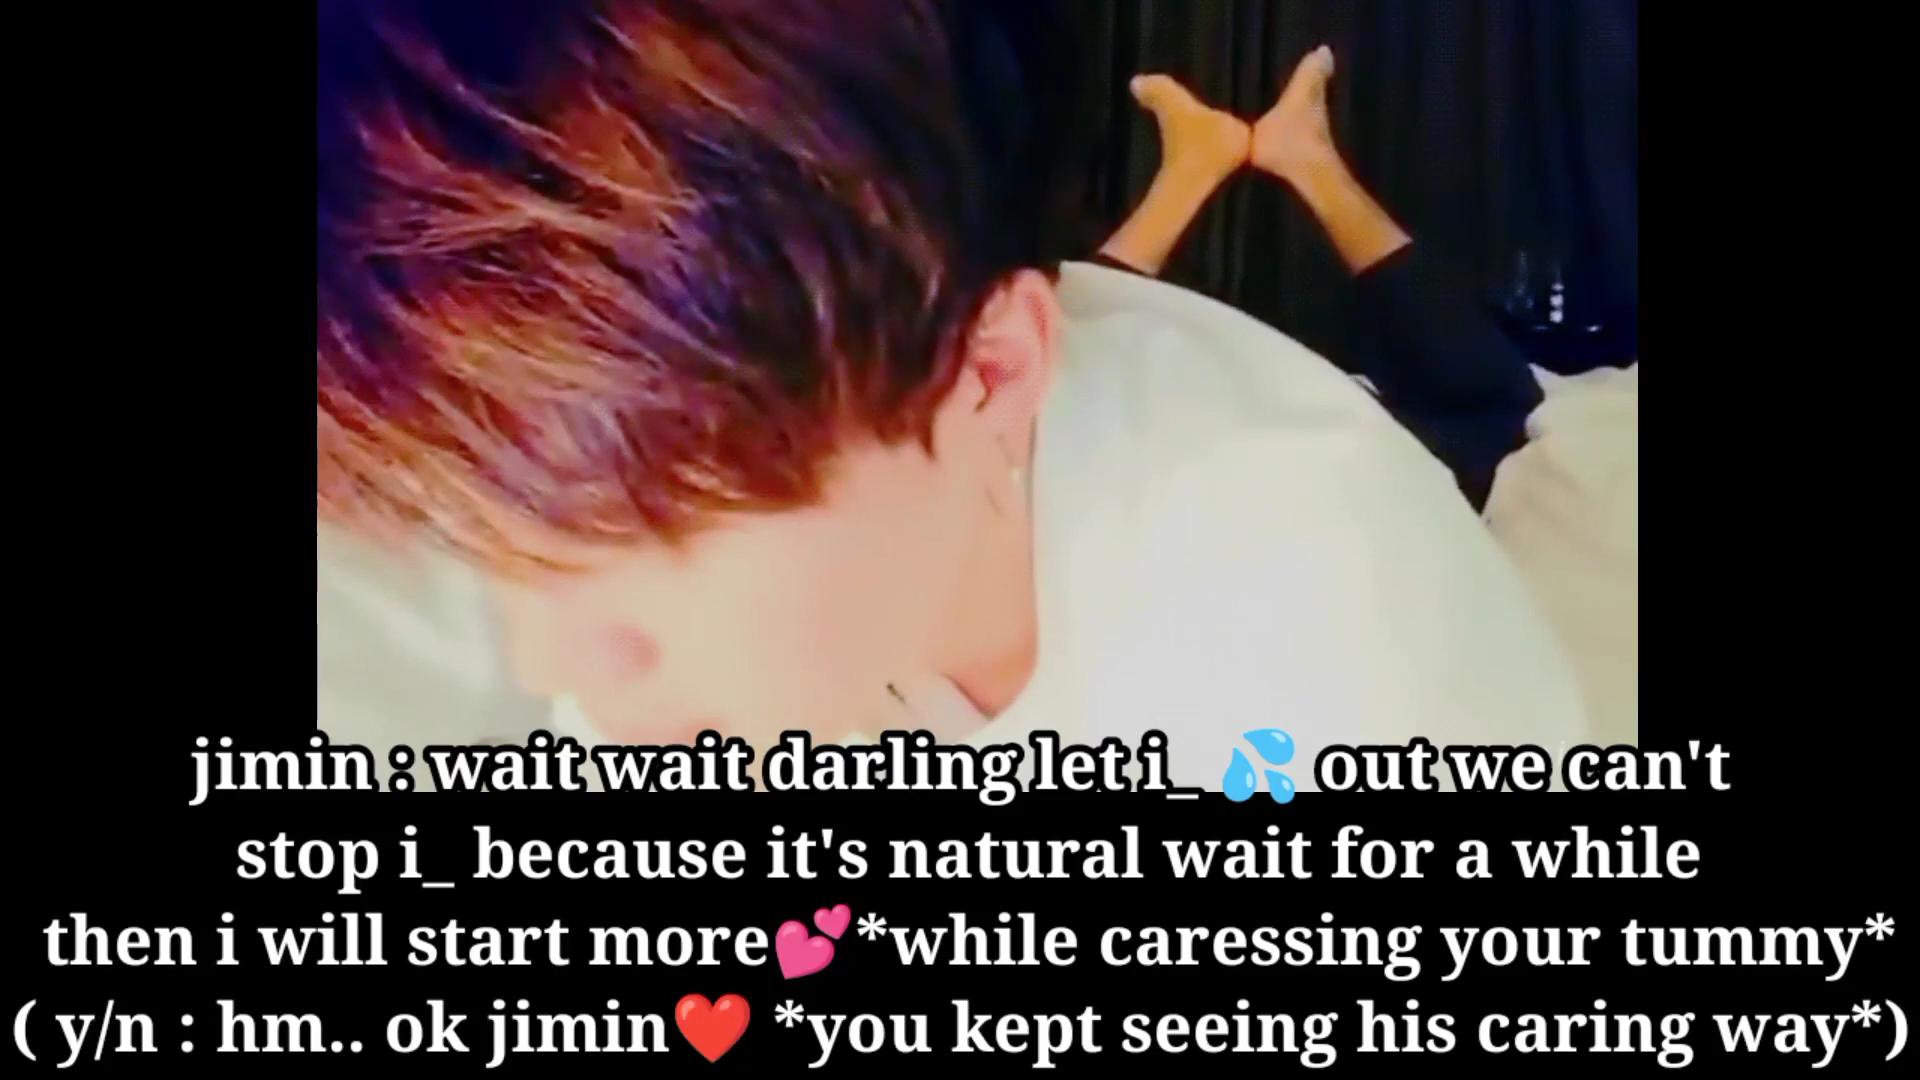 jimin : wait wait darling let i_ 💦 out we can't
stop i_ because it's natural wait for a while
then i will start more💕*while caressing your tummy*
( y/n : hm.. ok jimin❤️ *you kept seeing his caring way*)